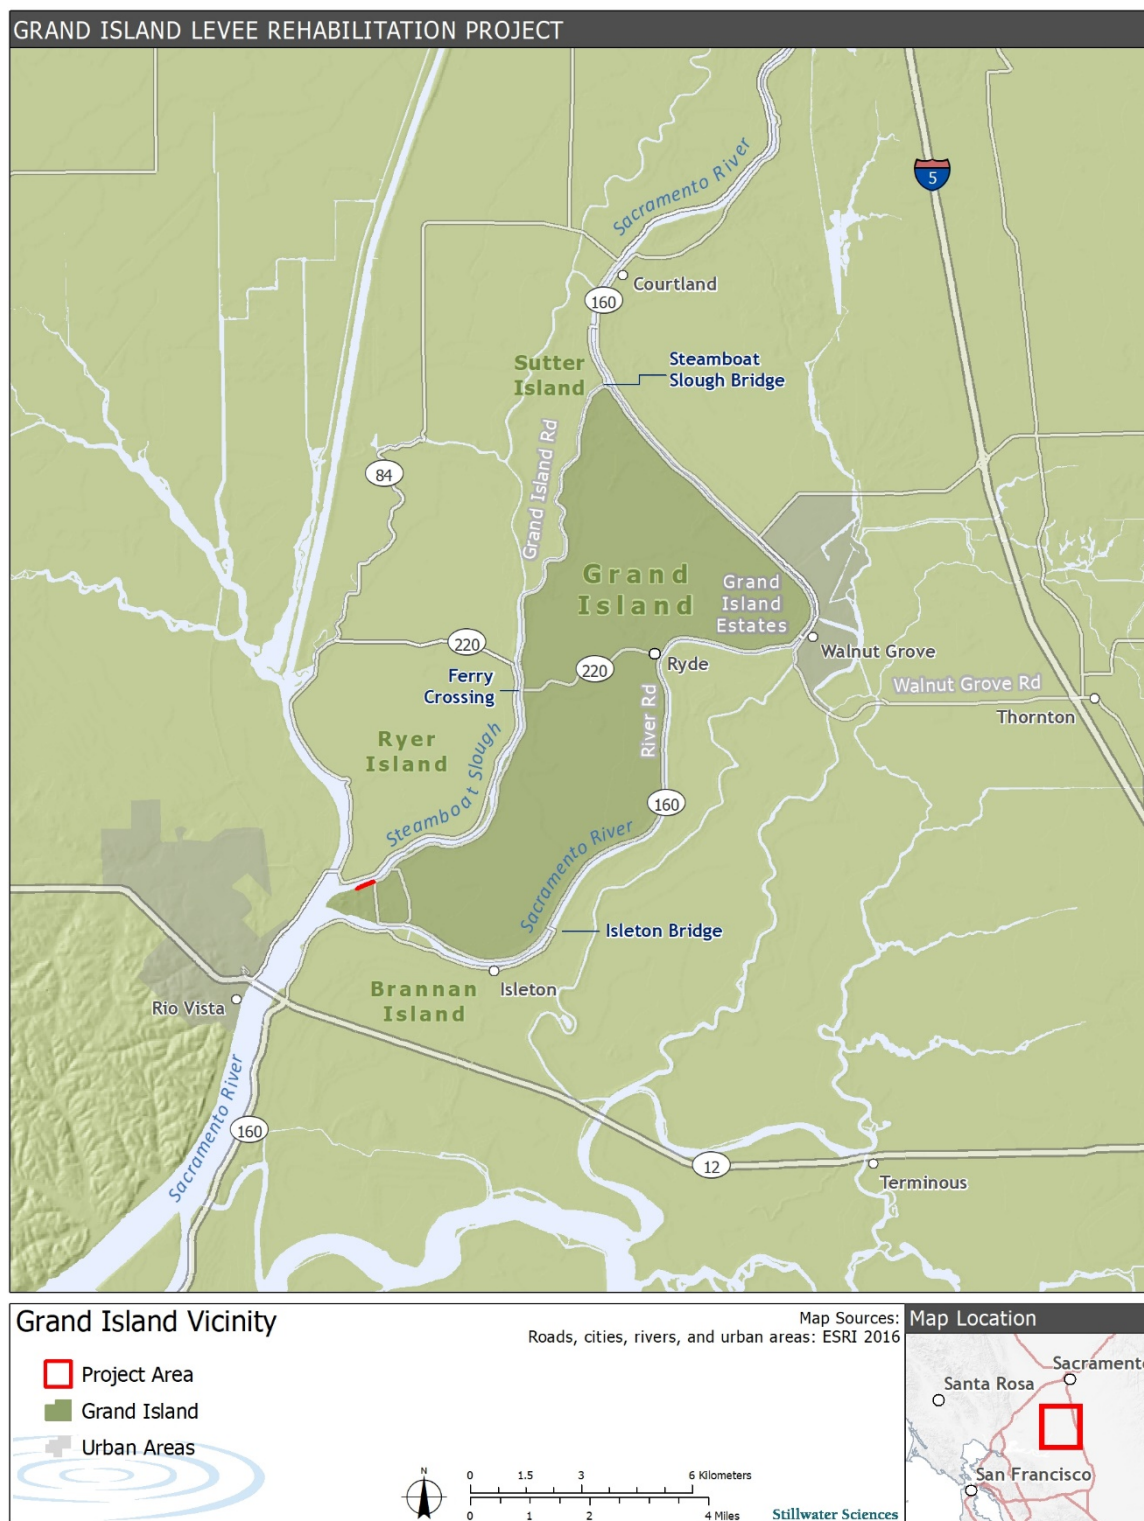 GRAND ISLAND LEVEE REHABILITATION PROJECT
Sacramento River
5
Courtland
160
Sutter
Island
Steamboat
Slough Bridge
Grand Island Rd
84
Grand
Island
Grand
Island
Estates
220
Ryde
Walnut Grove
Ferry
Crossing
220
Walnut Grove Rd
River Rd
Thornton
Ryer
Island
Steamboat Slough
160
Sacramento River
Isleton Bridge
Brannan
Island
Isleton
Rio Vista
Sacramento River
160
12
Terminous
Grand Island Vicinity
Map Sources:
Roads, cities, rivers, and urban areas: ESRI 2016
Project Area
Grand Island
Urban Areas
N
0 1.5 3 6 Kilometers
0 1 2 4 Miles
Stillwater Sciences
Map Location
Sacramento
Santa Rosa
San Francisco